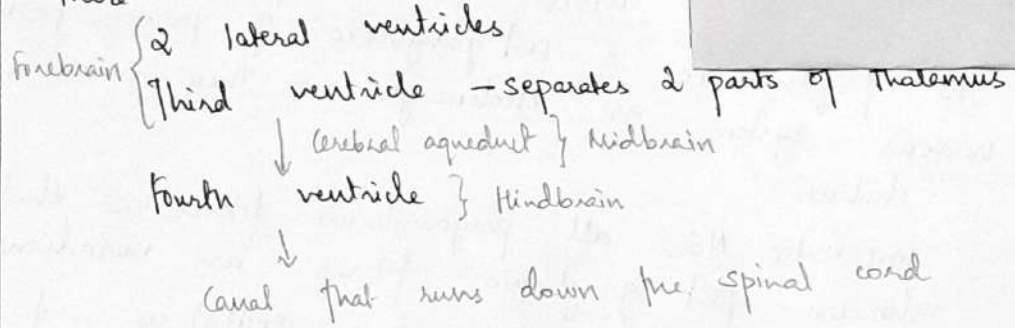 2 lateral ventricles
Forebrain {
Third ventricle - separates 2 parts of Thalamus
↓ Cerebral aqueduct } Midbrain
Fourth ventricle } Hindbrain
↓
Canal that runs down the spinal cord